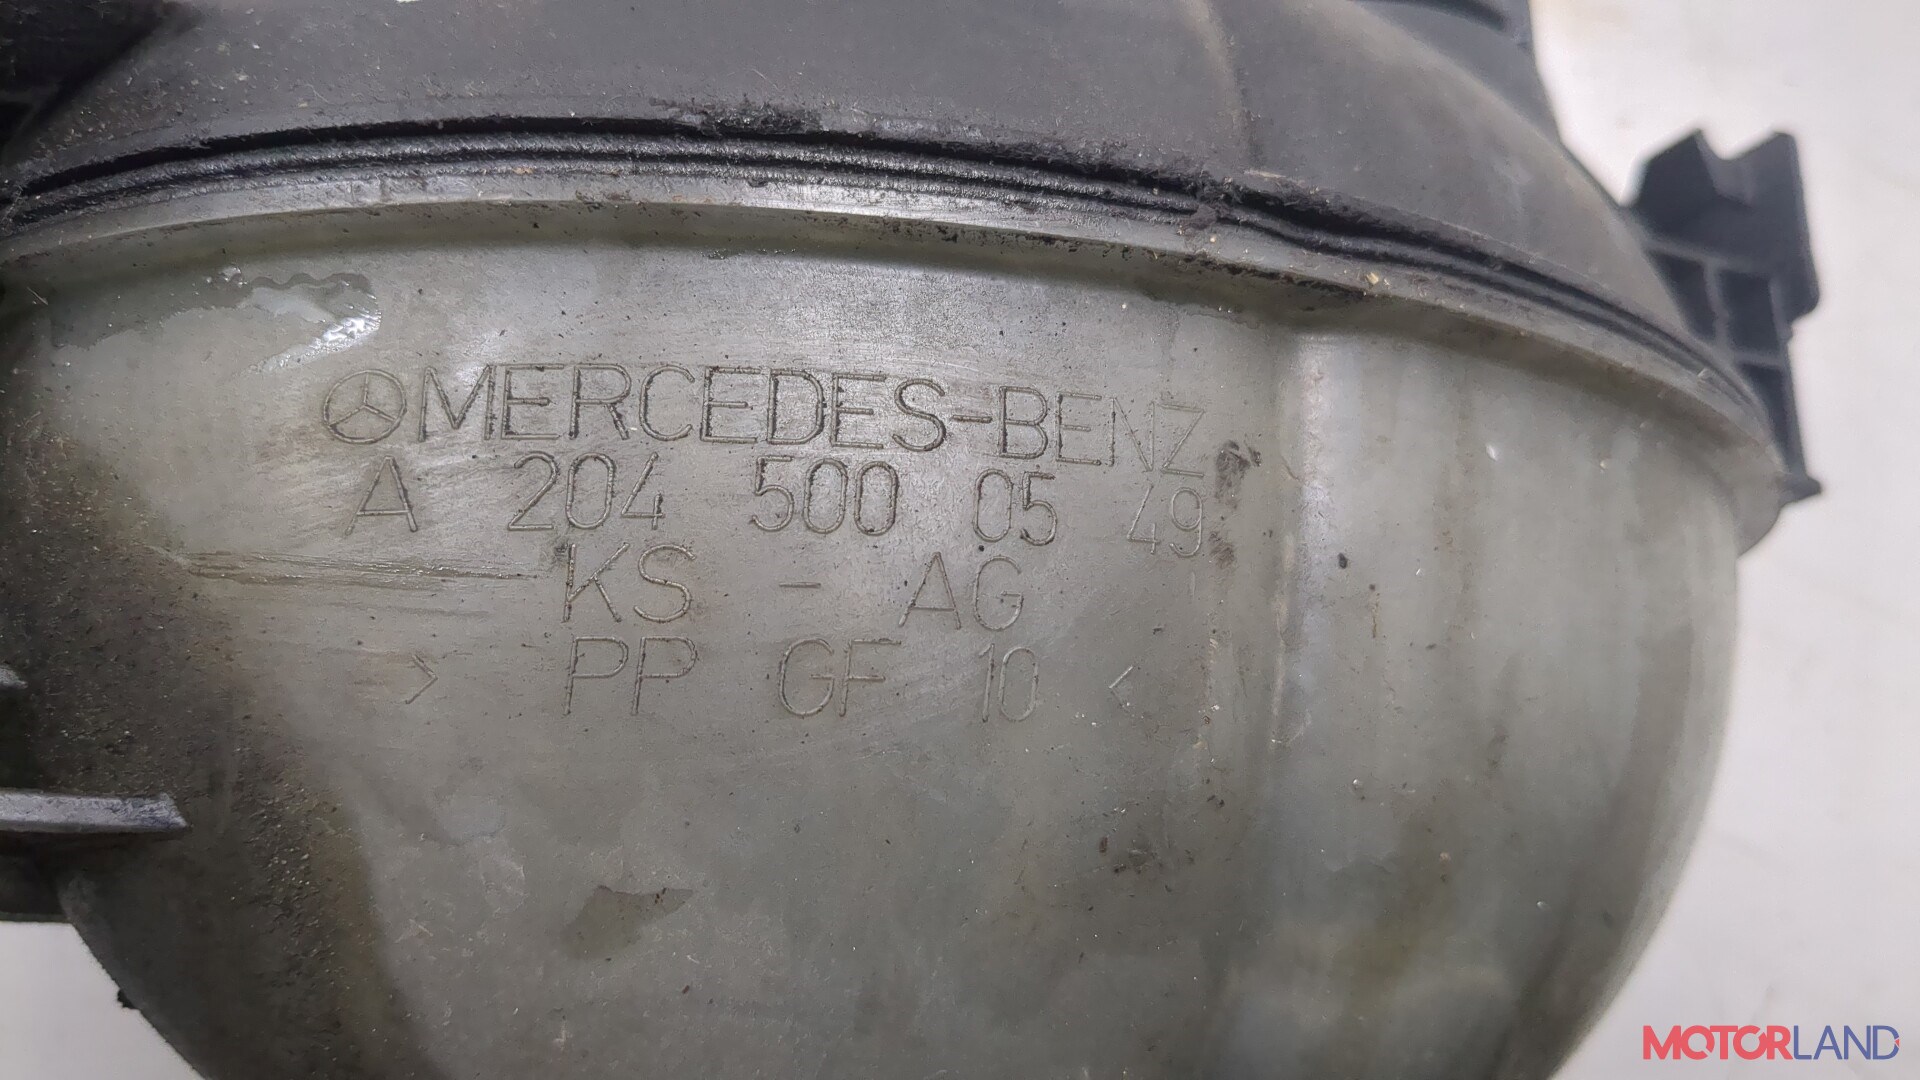 MERCEDES-BENZ
A 204 500 05 49
KS - AG
> PP GF 10 <
MOTORLAND